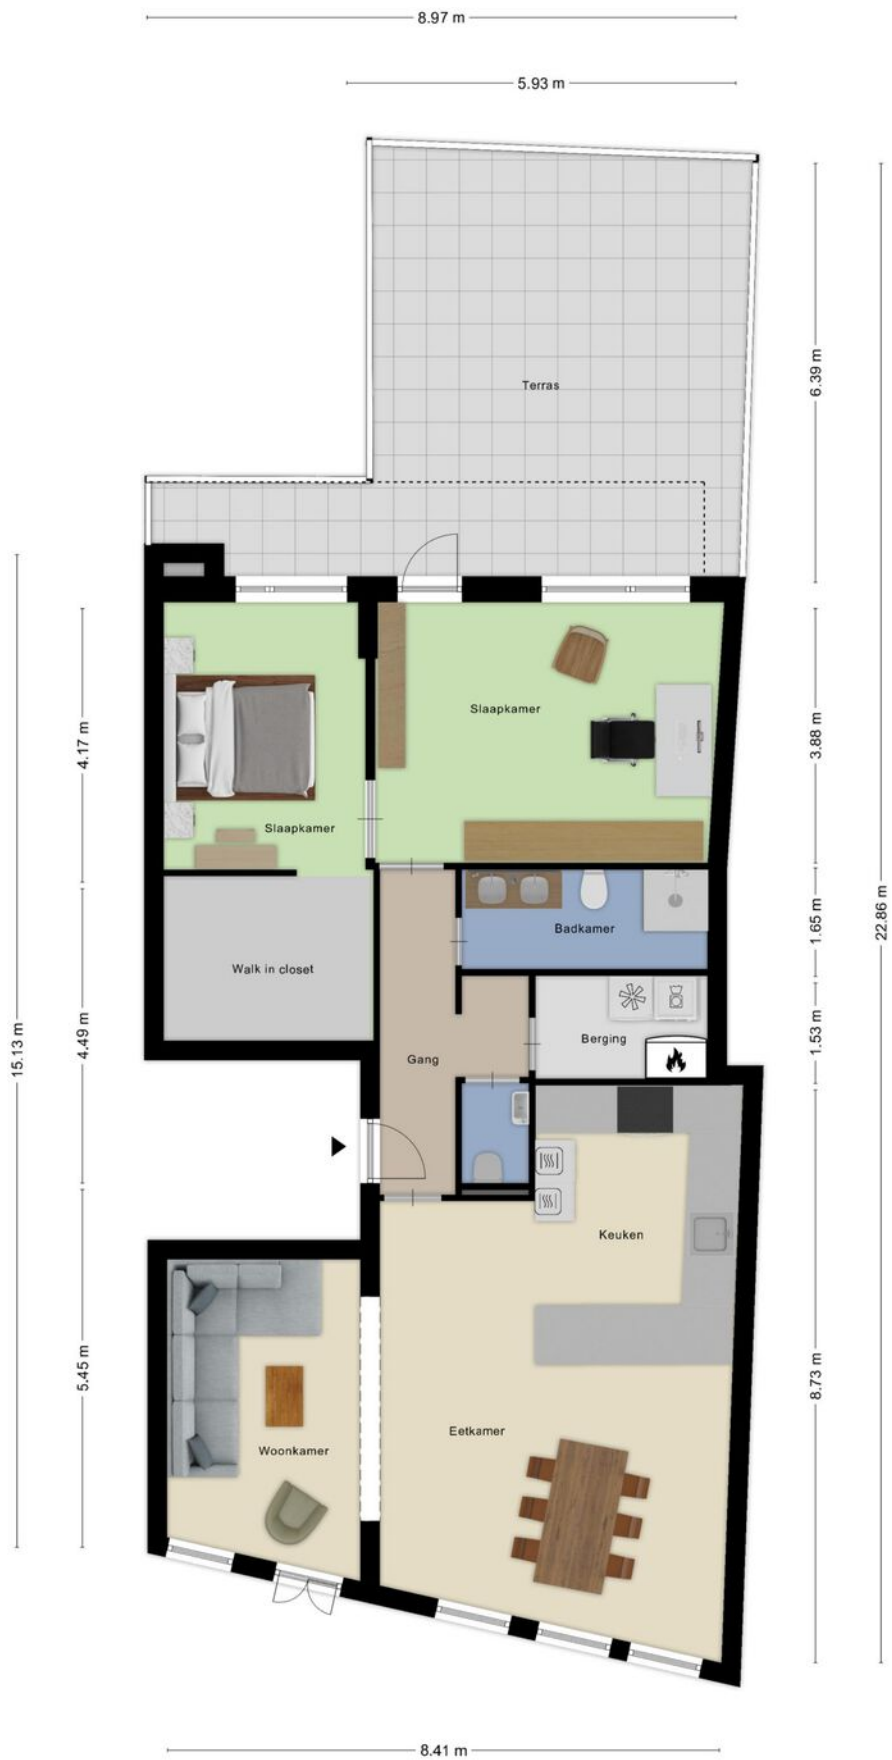 8.97 m
5.93 m
Terras
6.39 m
Slaapkamer
3.88 m
4.17 m
Slaapkamer
22.86 m
Badkamer
1.65 m
Walk in closet
15.13 m
4.49 m
Berging
1.53 m
Gang
Keuken
5.45 m
8.73 m
Eetkamer
Woonkamer
8.41 m